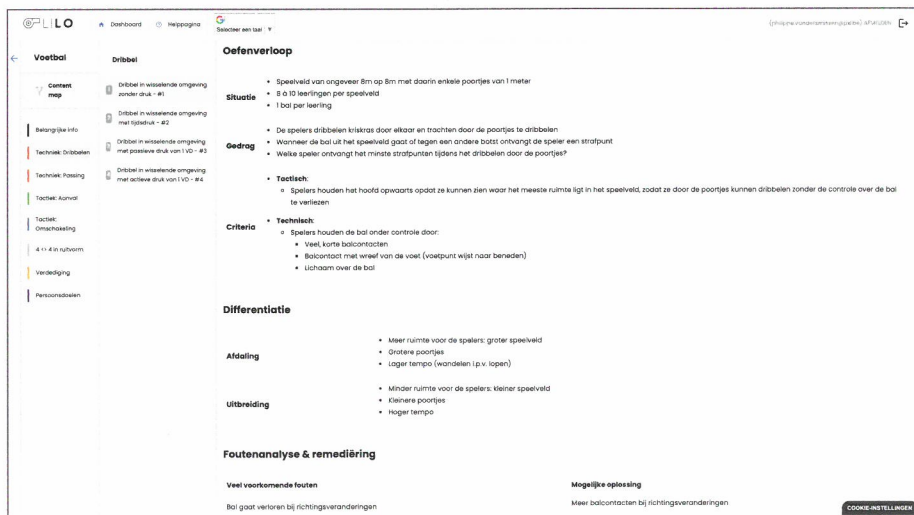 LILO
Dashboard
Helppagina
G
Selecteer een taal ▼
Voetbal
Content map
Belangrijke info
Techniek: Dribbelen
Techniek: Passing
Tactiek: Aanval
Tactiek:
Omschakeling
4 <> 4 in ruitvorm
Verdediging
Persoonsdoelen
Dribbel
Dribbel in wisselende omgeving
zonder druk - #1
Dribbel in wisselende omgeving
met tijdsdruk - #2
Dribbel in wisselende omgeving
met passieve druk van 1 VD - #3
Dribbel in wisselende omgeving
met actieve druk van 1 VD - #4
Oefenverloop
Situatie
• Speelveld van ongeveer 8m op 8m met daarin enkele poortjes van 1 meter
• 8 à 10 leerlingen per speelveld
• 1 bal per leerling
Gedrag
• De spelers dribbelen kriskras door elkaar en trachten door de poortjes te dribbelen
• Wanneer de bal uit het speelveld gaat of tegen een andere botst ontvangt de speler een strafpunt
• Welke speler ontvangt het minste strafpunten tijdens het dribbelen door de poortjes?
Criteria
• Tactisch:
Spelers houden het hoofd opwaarts opdat ze kunnen zien waar het meeste ruimte ligt in het speelveld, zodat ze door de poortjes kunnen dribbelen zonder de controle over de bal
te verliezen
• Technisch:
Spelers houden de bal onder controle door:
Veel, korte balcontacten
Balcontact met wreef van de voet (voetpunt wijst naar beneden)
Lichaam over de bal
Differentiatie
Afdaling
• Meer ruimte voor de spelers: groter speelveld
• Grotere poortjes
• Lager tempo (wandelen i.p.v. lopen)
Uitbreiding
• Minder ruimte voor de spelers: kleiner speelveld
• Kleinere poortjes
• Hoger tempo
Foutenanalyse & remediëring
Veel voorkomende fouten
Mogelijke oplossing
Bal gaat verloren bij richtingsveranderingen
Meer balcontacten bij richtingsveranderingen
COOKIE-INSTELLINGEN